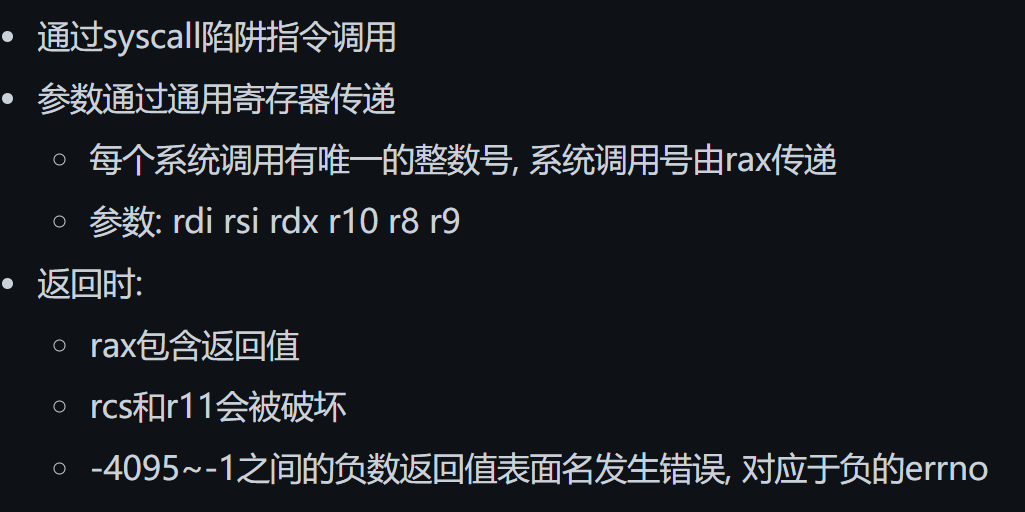 通过syscall陷阱指令调用
参数通过通用寄存器传递
每个系统调用有唯一的整数号, 系统调用号由rax传递
参数: rdi rsi rdx r10 r8 r9
返回时:
rax包含返回值
rcs和r11会被破坏
-4095~-1之间的负数返回值表面名发生错误, 对应于负的errno